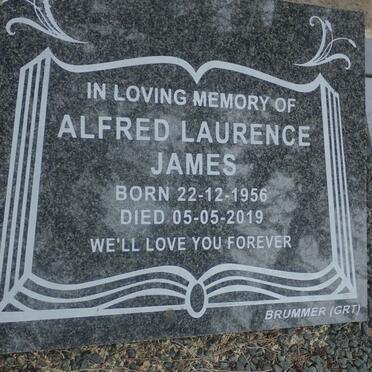 IN LOVING MEMORY OF
ALFRED LAURENCE
JAMES
BORN 22-12-1956
DIED 05-05-2019
WE'LL LOVE YOU FOREVER
BRUMMER (GRT)